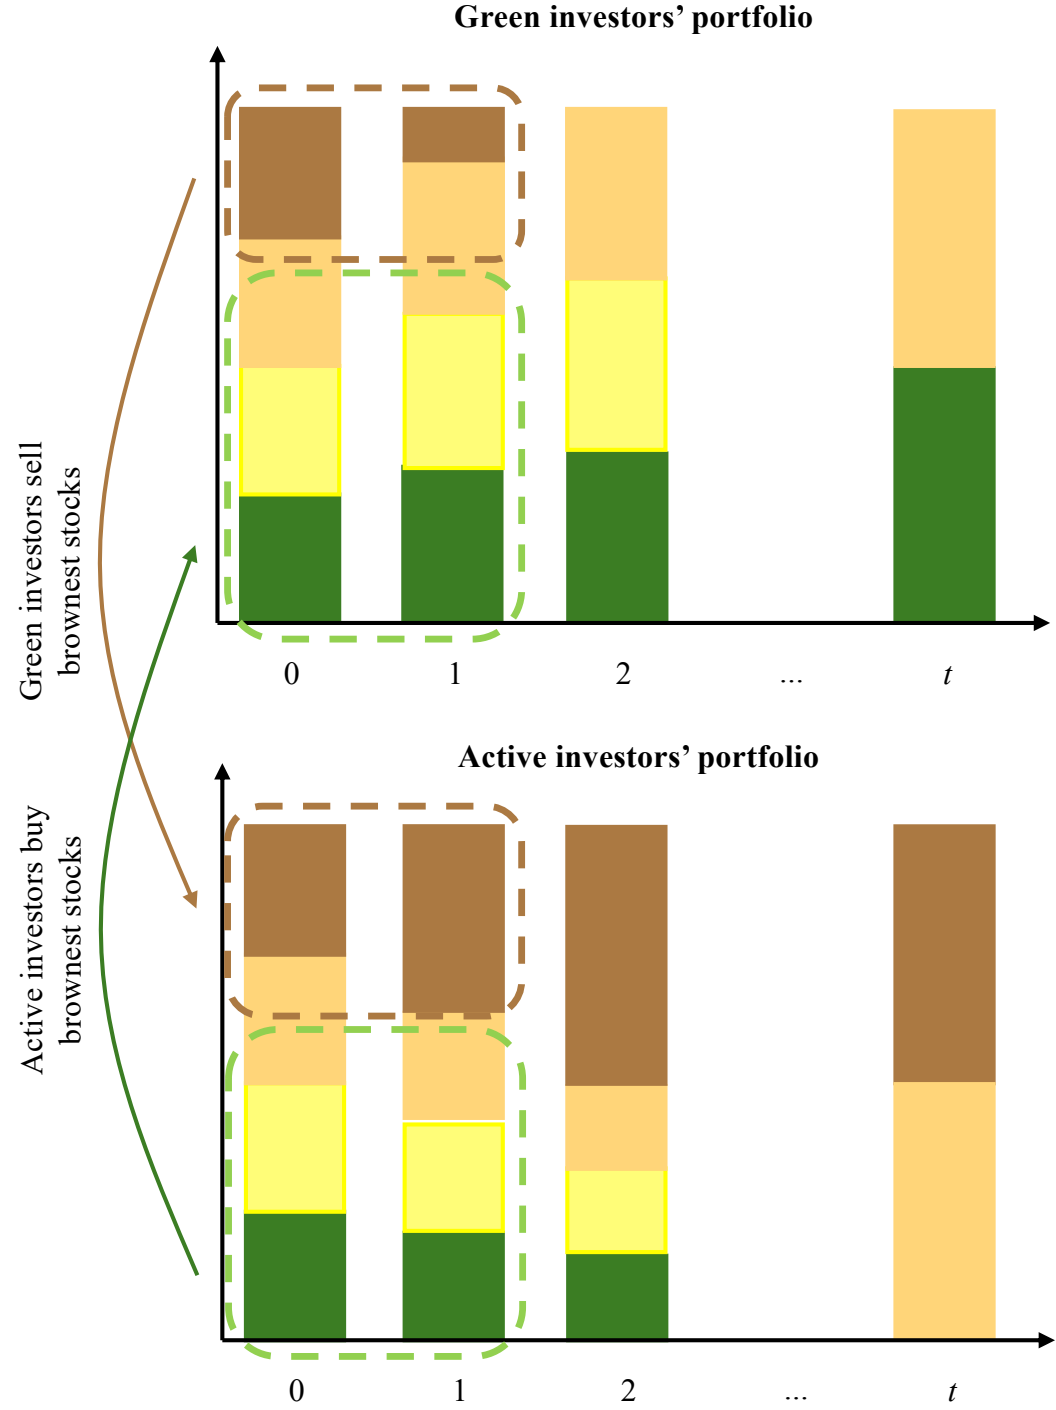 Green investors’ portfolio
Green investors sell
brownest stocks
0
1
2
...
t
Active investors’ portfolio
Active investors buy
brownest stocks
0
1
2
...
t